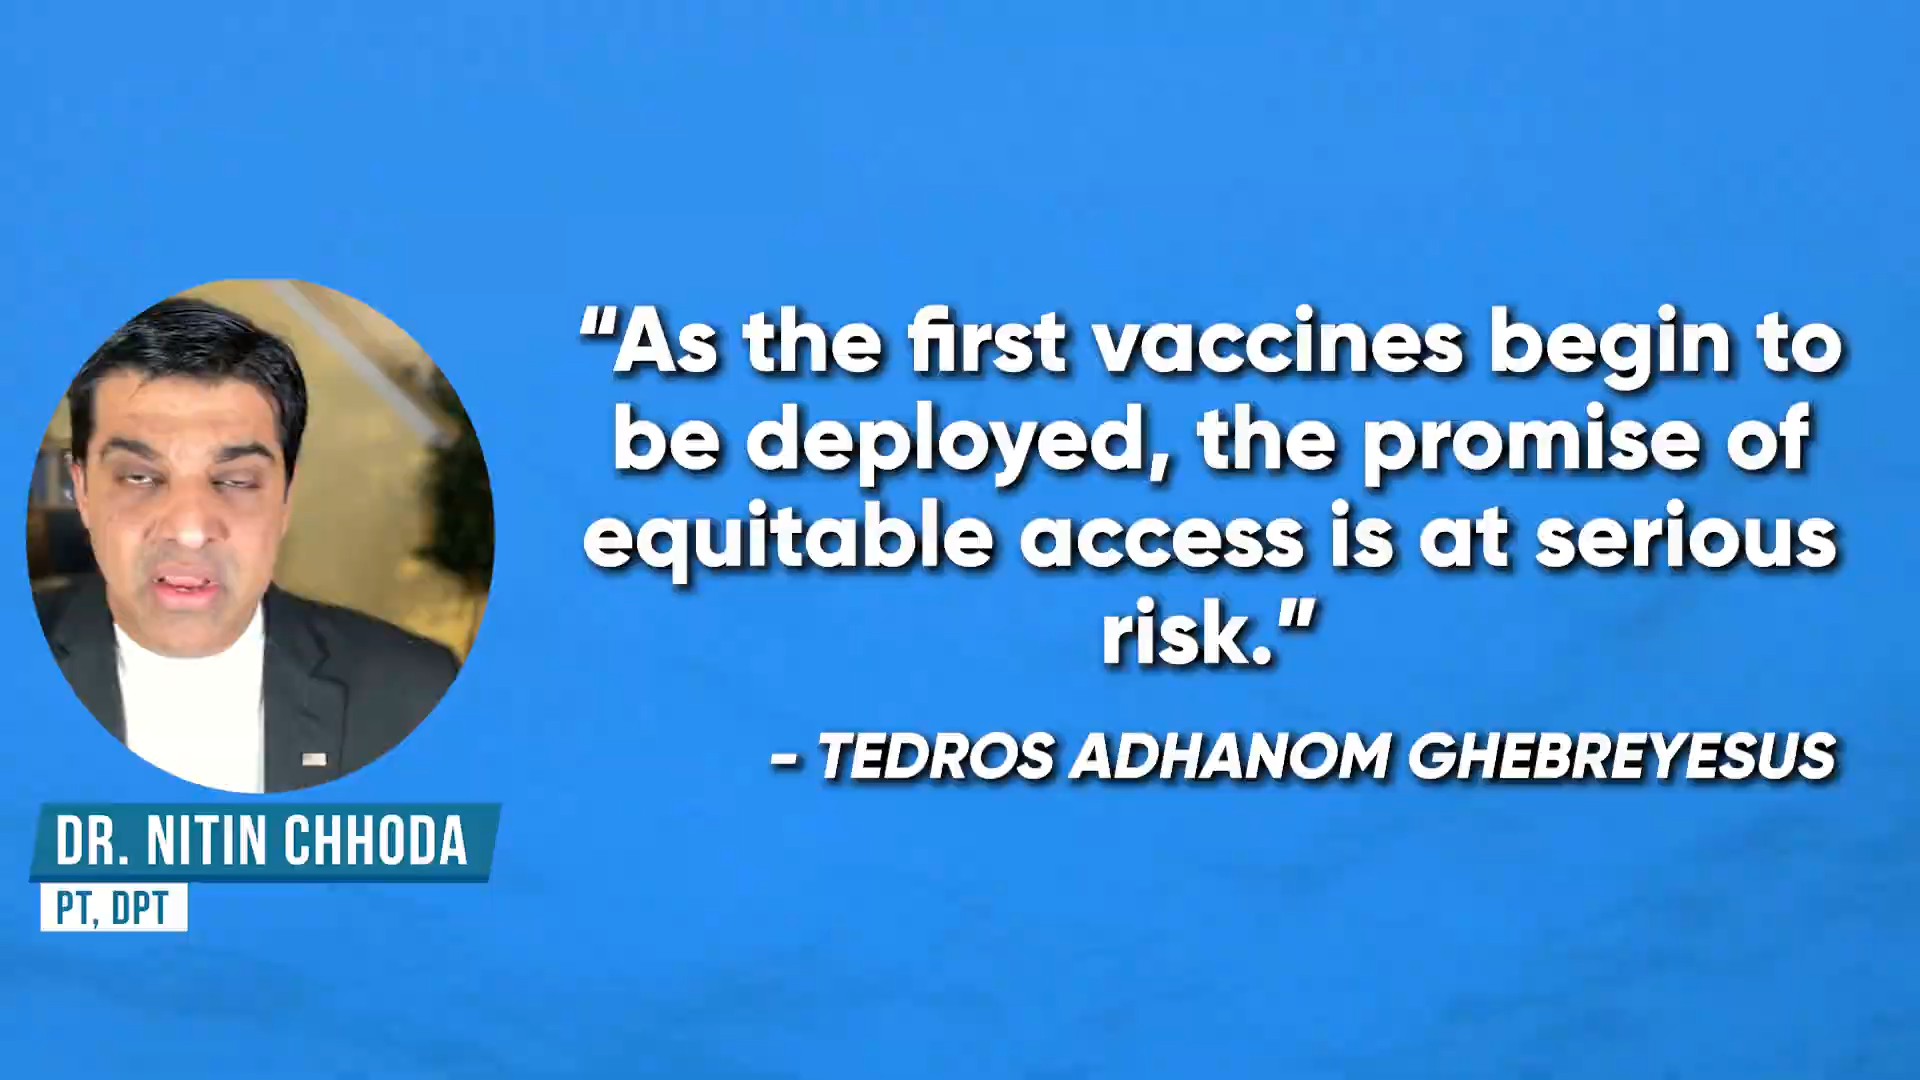 “As the first vaccines begin to
be deployed, the promise of
equitable access is at serious
risk.”
- TEDROS ADHANOM GHEBREYESUS
DR. NITIN CHHODA
PT, DPT